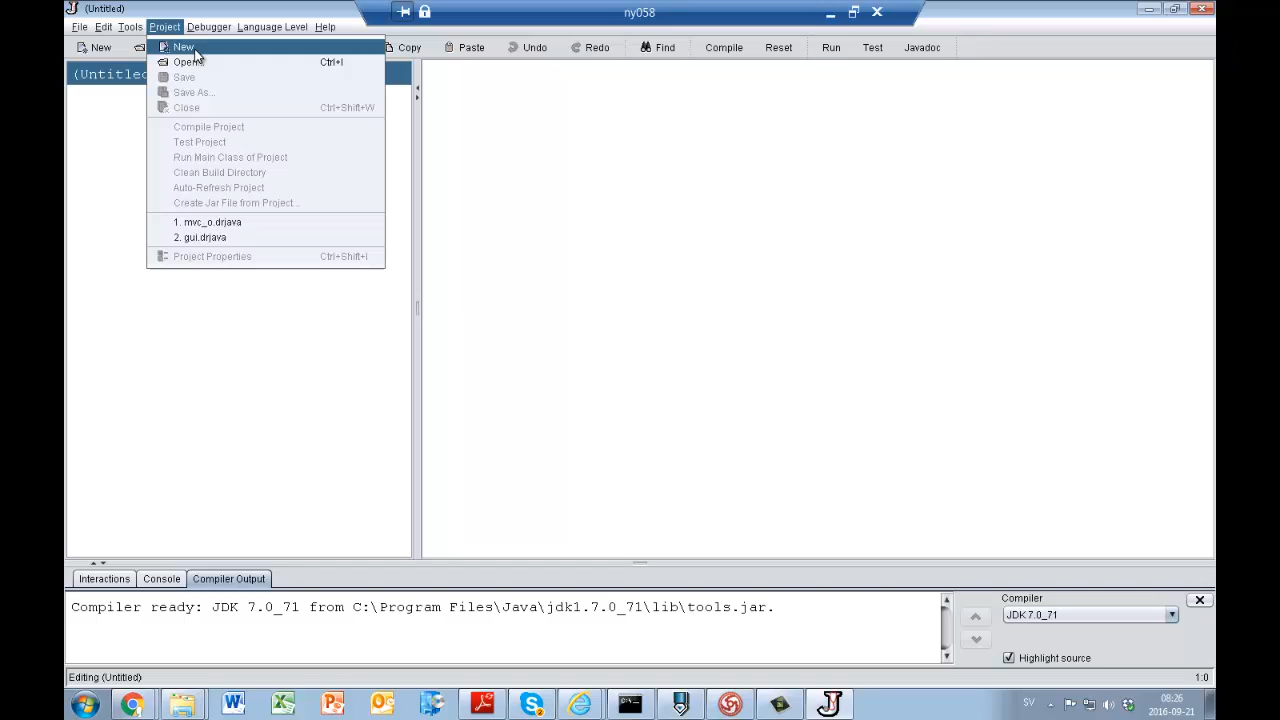 (Untitled)
ny058
File Edit Tools Project Debugger Language Level Help
New Copy Paste Undo Redo Find Compile Reset Run Test Javadoc
New
Ctrl+I
Save
Save As...
Close Ctrl+Shift+W
Compile Project
Test Project
Run Main Class of Project
Clean Build Directory
Auto-Refresh Project
Create Jar File from Project...
1. mvc_o.drjava
2. gui.drjava
Project Properties Ctrl+Shift+I
Interactions Console Compiler Output
Compiler ready: JDK 7.0_71 from C:\Program Files\Java\jdk1.7.0_71\lib\tools.jar.
Compiler
JDK 7.0_71
Highlight source
Editing (Untitled) 1:0
SV 08:26
2016-09-21